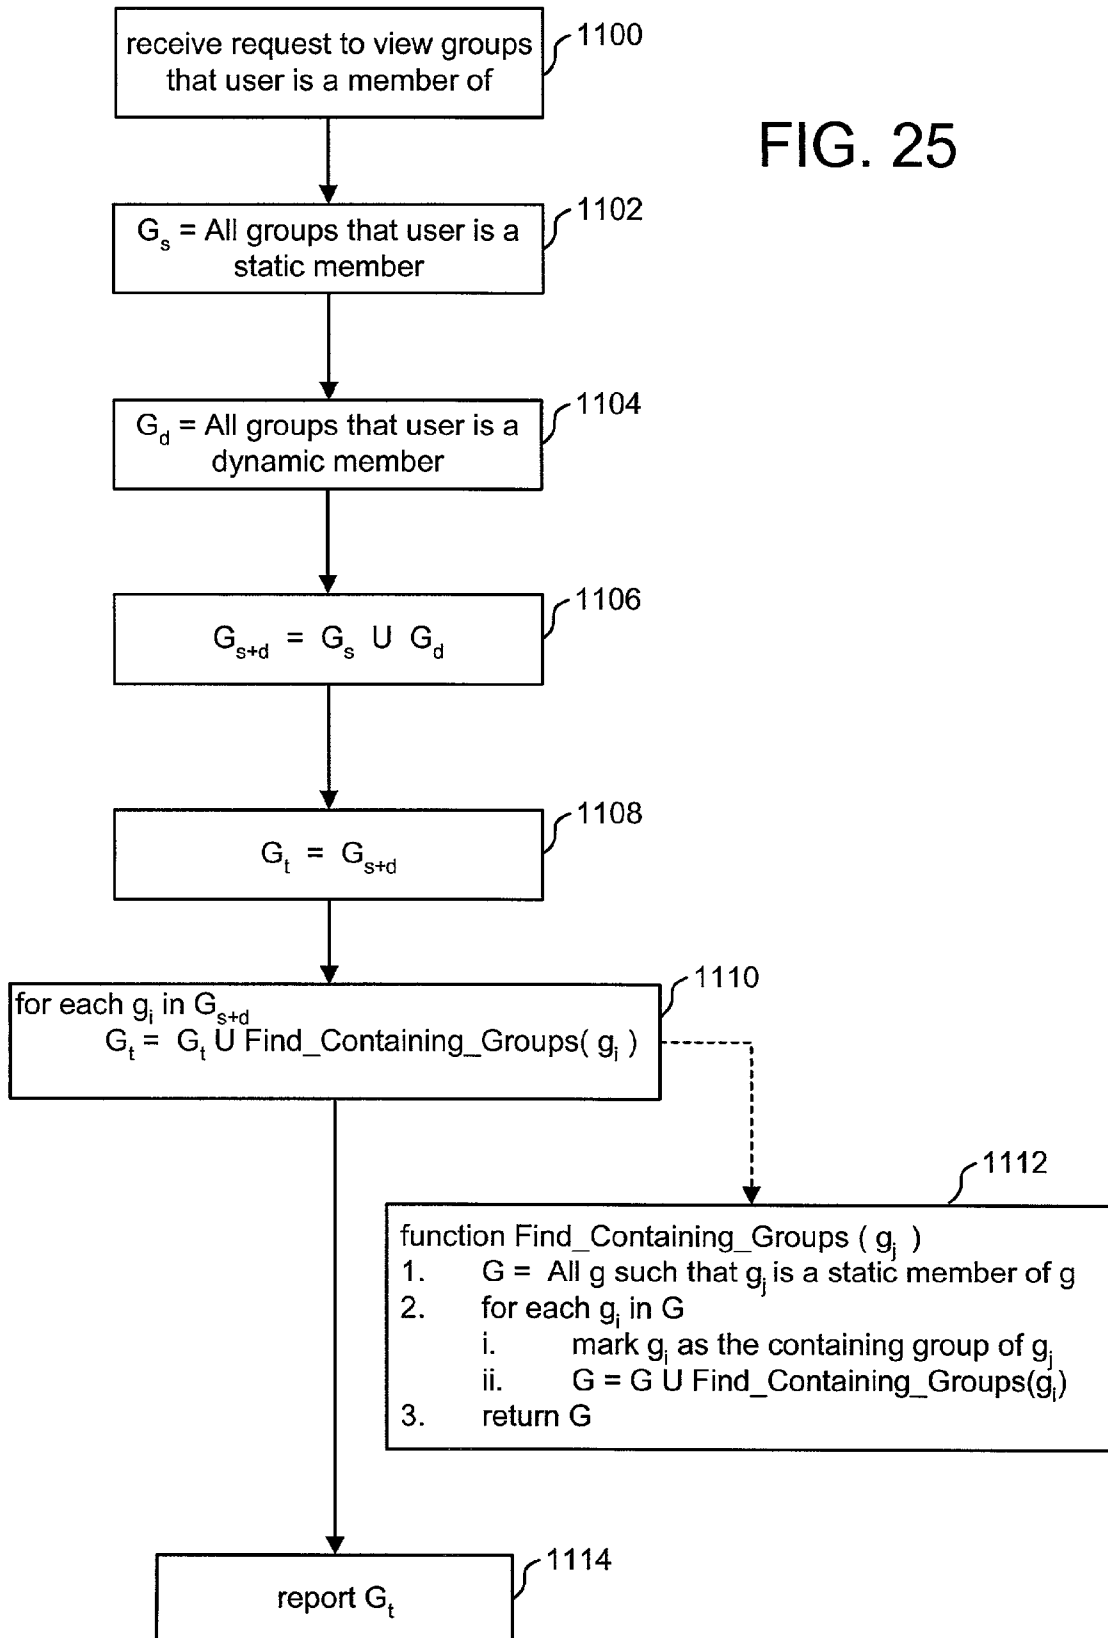 receive request to view groups
that user is a member of
1100
FIG. 25
G_s = All groups that user is a
static member
1102
G_d = All groups that user is a
dynamic member
1104
G_s+d = G_s U G_d
1106
G_t = G_s+d
1108
for each g_i in G_s+d
G_t = G_t U Find_Containing_Groups( g_i )
1110
1112
function Find_Containing_Groups ( g_j )
1. G = All g such that g_j is a static member of g
2. for each g_i in G
i. mark g_i as the containing group of g_j
ii. G = G U Find_Containing_Groups(g_i)
3. return G
report G_t
1114